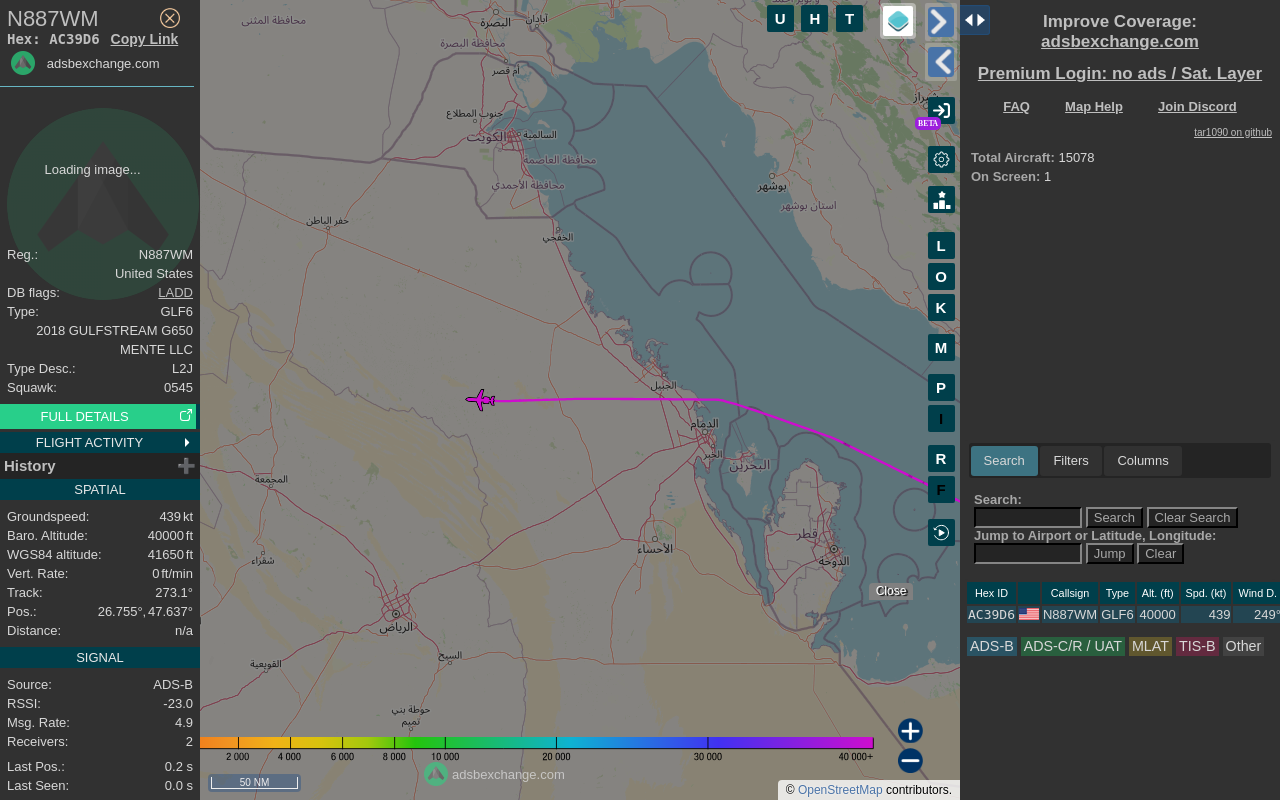 N887WM
Hex: AC39D6 Copy Link
adsbexchange.com
Loading image...
Reg.: N887WM
United States
DB flags: LADD
Type: GLF6
2018 GULFSTREAM G650
MENTE LLC
Type Desc.: L2J
Squawk: 0545
FULL DETAILS
FLIGHT ACTIVITY
History
SPATIAL
Groundspeed: 439 kt
Baro. Altitude: 40000 ft
WGS84 altitude: 41650 ft
Vert. Rate: 0 ft/min
Track: 273.1°
Pos.: 26.755°, 47.637°
Distance: n/a
SIGNAL
Source: ADS-B
RSSI: -23.0
Msg. Rate: 4.9
Receivers: 2
Last Pos.: 0.2 s
Last Seen: 0.0 s
محافظة المثنى
البصرة
آبادان
محافظة البصرة
أم قصر
جنوب المطلاع
الكويت
السالمية
محافظة العاصمة
محافظة الأحمدي
حفر الباطن
الخفجي
شیراز
بوشهر
استان بوشهر
الجبيل
الدمام
الخبر
البحرين
المجمعة
قطر
الأحساء
الدوحة
شقراء
الرياض
السيح
القويعية
حوطة بني
تميم
U H T
BETA
L
O
K
M
P
I
R
F
Close
2 000 4 000 6 000 8 000 10 000 20 000 30 000 40 000+
adsbexchange.com
50 NM
© OpenStreetMap contributors.
Improve Coverage:
adsbexchange.com
Premium Login: no ads / Sat. Layer
FAQ Map Help Join Discord
tar1090 on github
Total Aircraft: 15078
On Screen: 1
Search Filters Columns
Search:
Search Clear Search
Jump to Airport or Latitude, Longitude:
Jump Clear
Hex ID Callsign Type Alt. (ft) Spd. (kt) Wind D.
AC39D6 N887WM GLF6 40000 439 249°
ADS-B ADS-C/R / UAT MLAT TIS-B Other